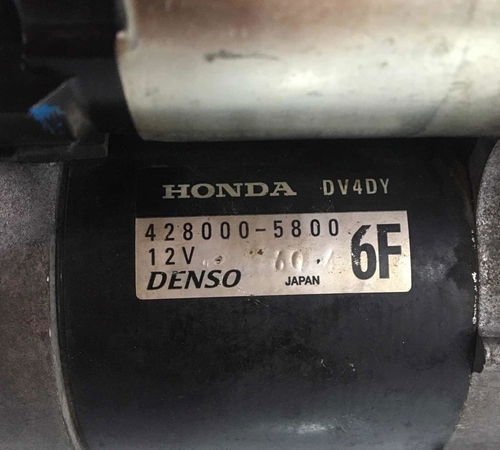 HONDA DV4DY
428000-5800
12V 6F
DENSO JAPAN